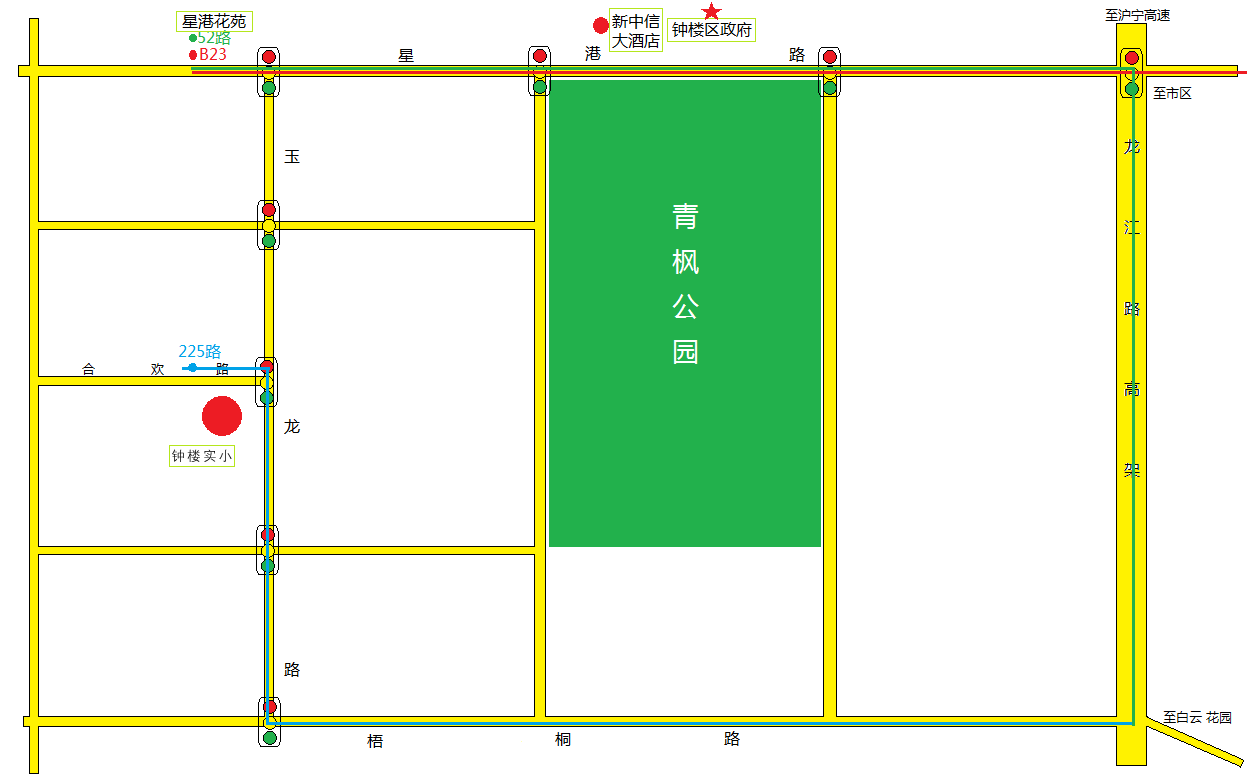 星港花苑
52路
B23
新中信
大酒店
钟楼区政府
至沪宁高速
星港路
至市区
玉龙路
青枫公园
龙江路高架
225路
合欢路
钟楼实小
至白云 花园
梧桐路